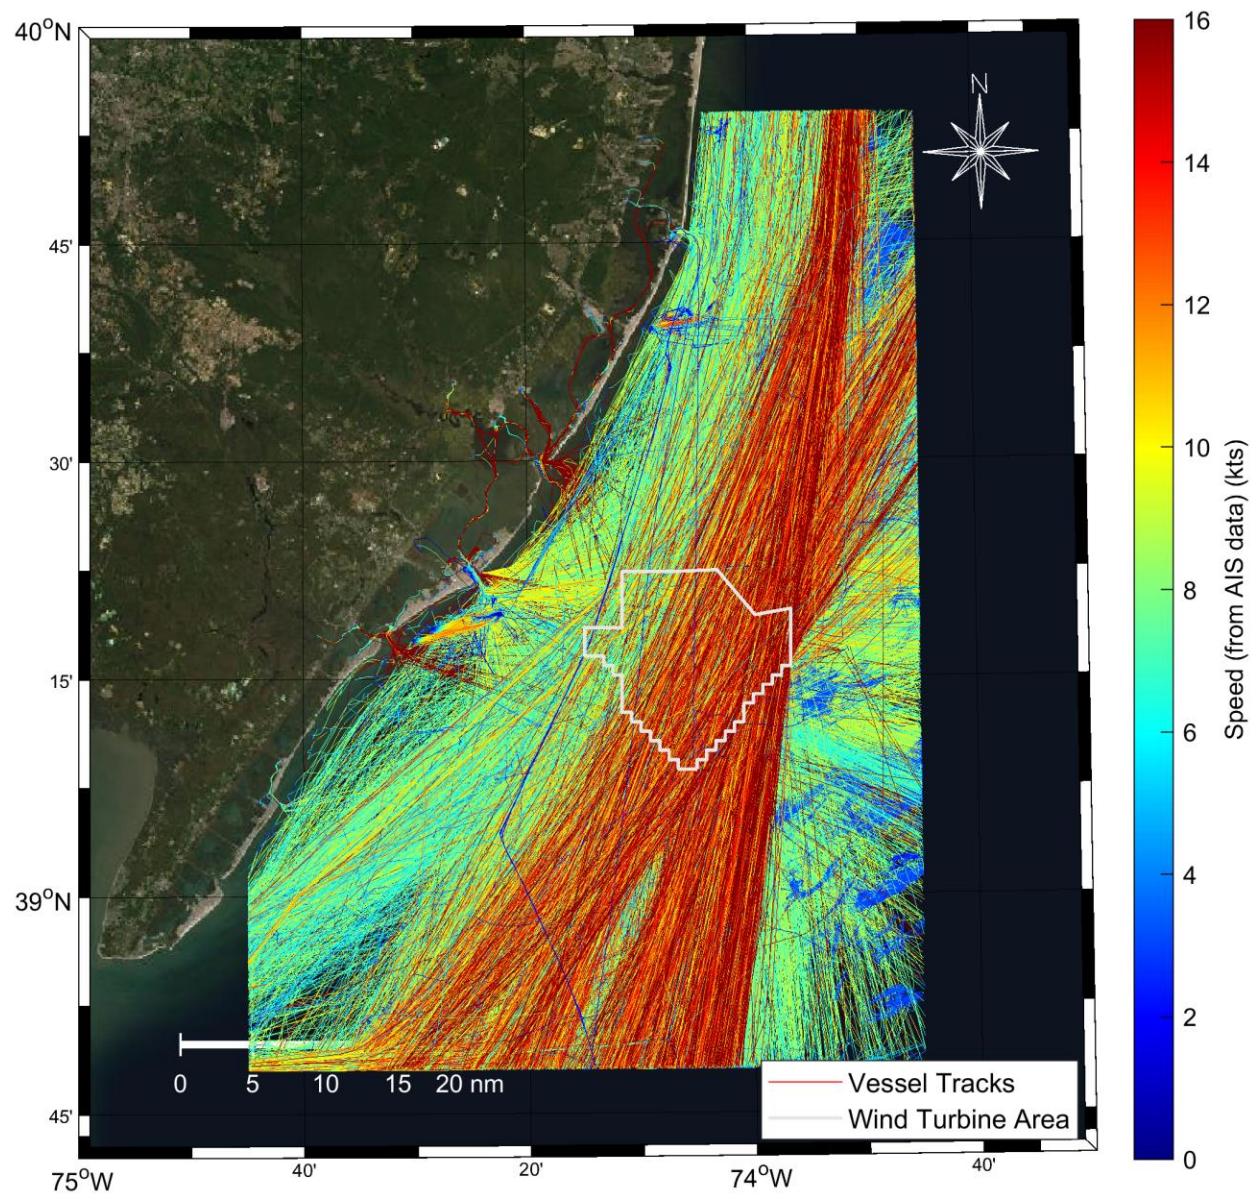 40°N
N
45'
30'
15'
39°N
45'
0 5 10 15 20 nm
Vessel Tracks
Wind Turbine Area
75°W 40' 20' 74°W 40'
16
14
12
10
8
6
4
2
0
Speed (from AIS data) (kts)